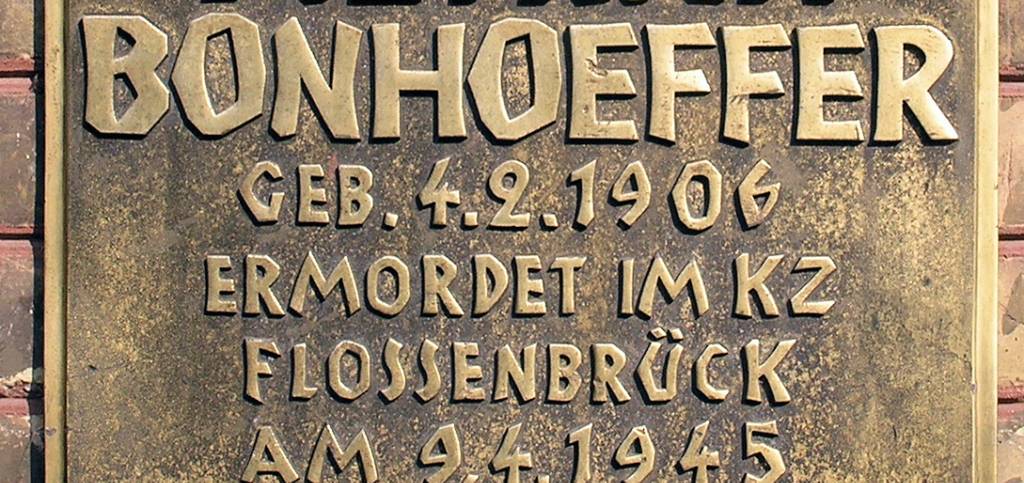 BONHOEFFER
GEB. 4.2.1906
ERMORDET IM KZ
FLOSSENBRÜCK
AM 9.4.1945